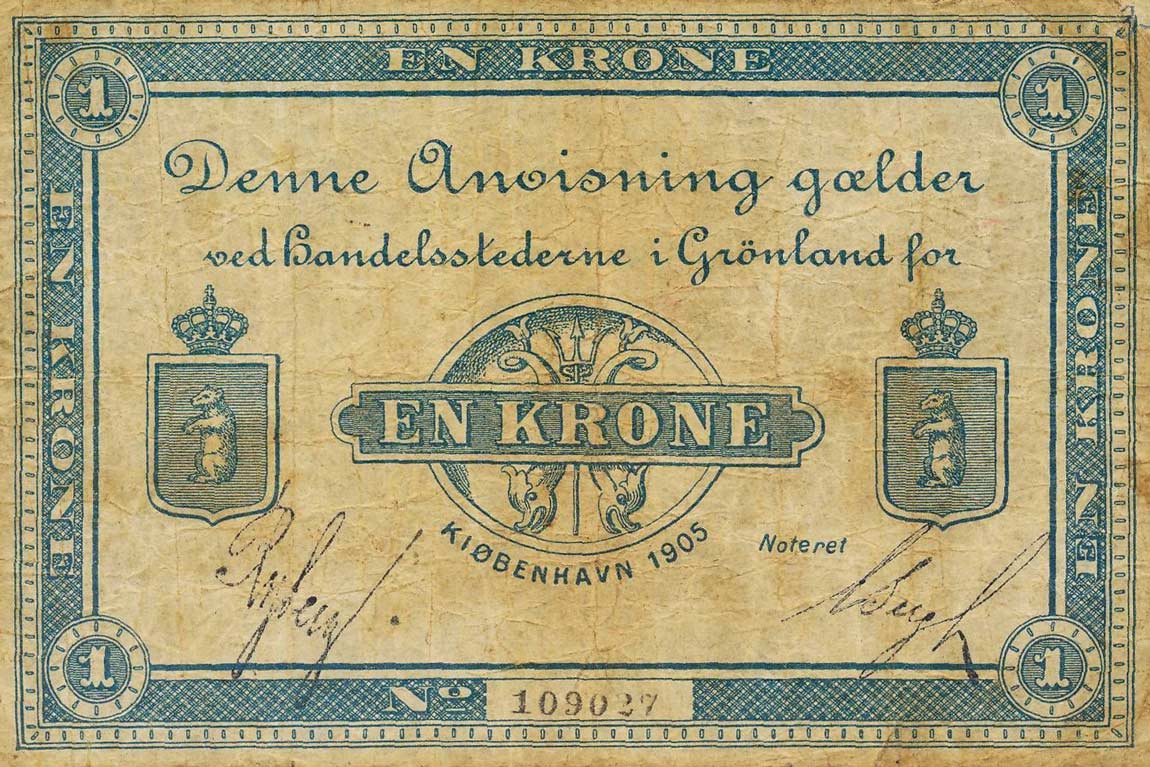 EN KRONE
1 1
Denne Anvisning gælder
ved Handelsstederne i Grönland for
EN KRONE
EN KRONE
EN KRONE
KIØBENHAVN 1905
Noteret
1 1
No 109027